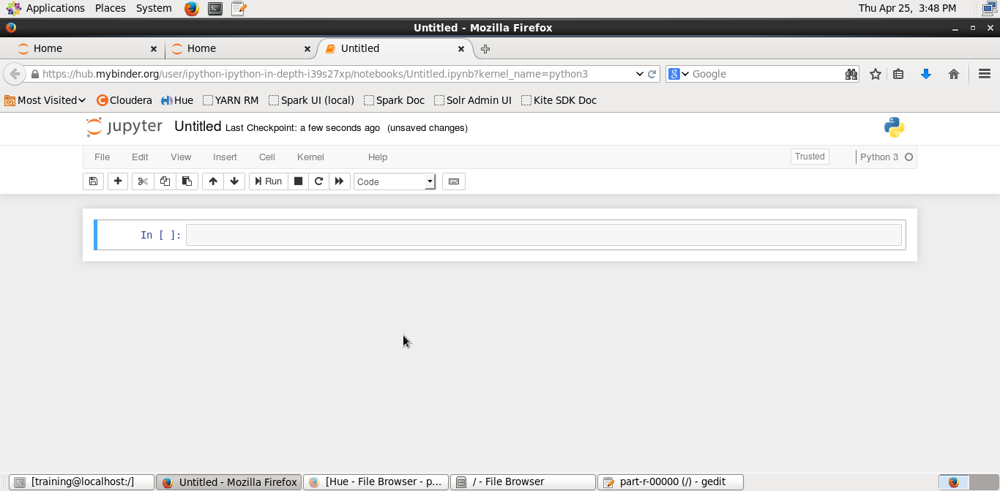 Applications Places System Thu Apr 25, 3:48 PM
Untitled - Mozilla Firefox
Home Home Untitled
https://hub.mybinder.org/user/ipython-ipython-in-depth-i39s27xp/notebooks/Untitled.ipynb?kernel_name=python3 8 Google
Most Visited Cloudera Hue YARN RM Spark UI (local) Spark Doc Solr Admin UI Kite SDK Doc
jupyter Untitled Last Checkpoint: a few seconds ago (unsaved changes)
File Edit View Insert Cell Kernel Help Trusted Python 3
Run Code
In [ ]:
[training@localhost:/] Untitled - Mozilla Firefox [Hue - File Browser - p... / - File Browser part-r-00000 (/) - gedit